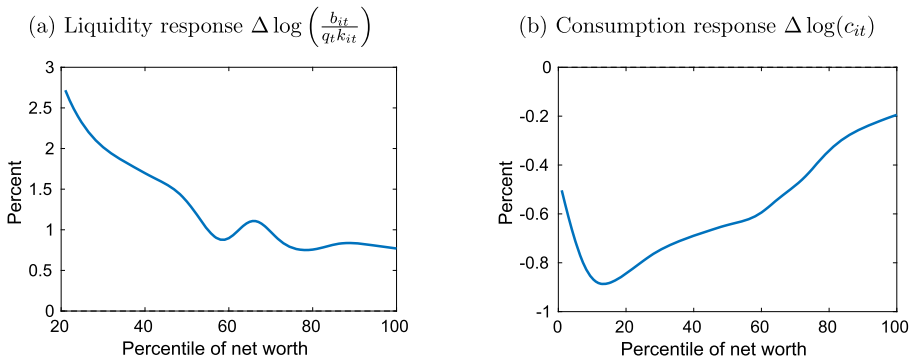 (a) Liquidity response Δ log (b_it / q_t k_it)
(b) Consumption response Δ log(c_it)
3
2.5
2
1.5
1
0.5
0
Percent
20 40 60 80 100
Percentile of net worth
0
-0.2
-0.4
-0.6
-0.8
-1
Percent
0 20 40 60 80 100
Percentile of net worth